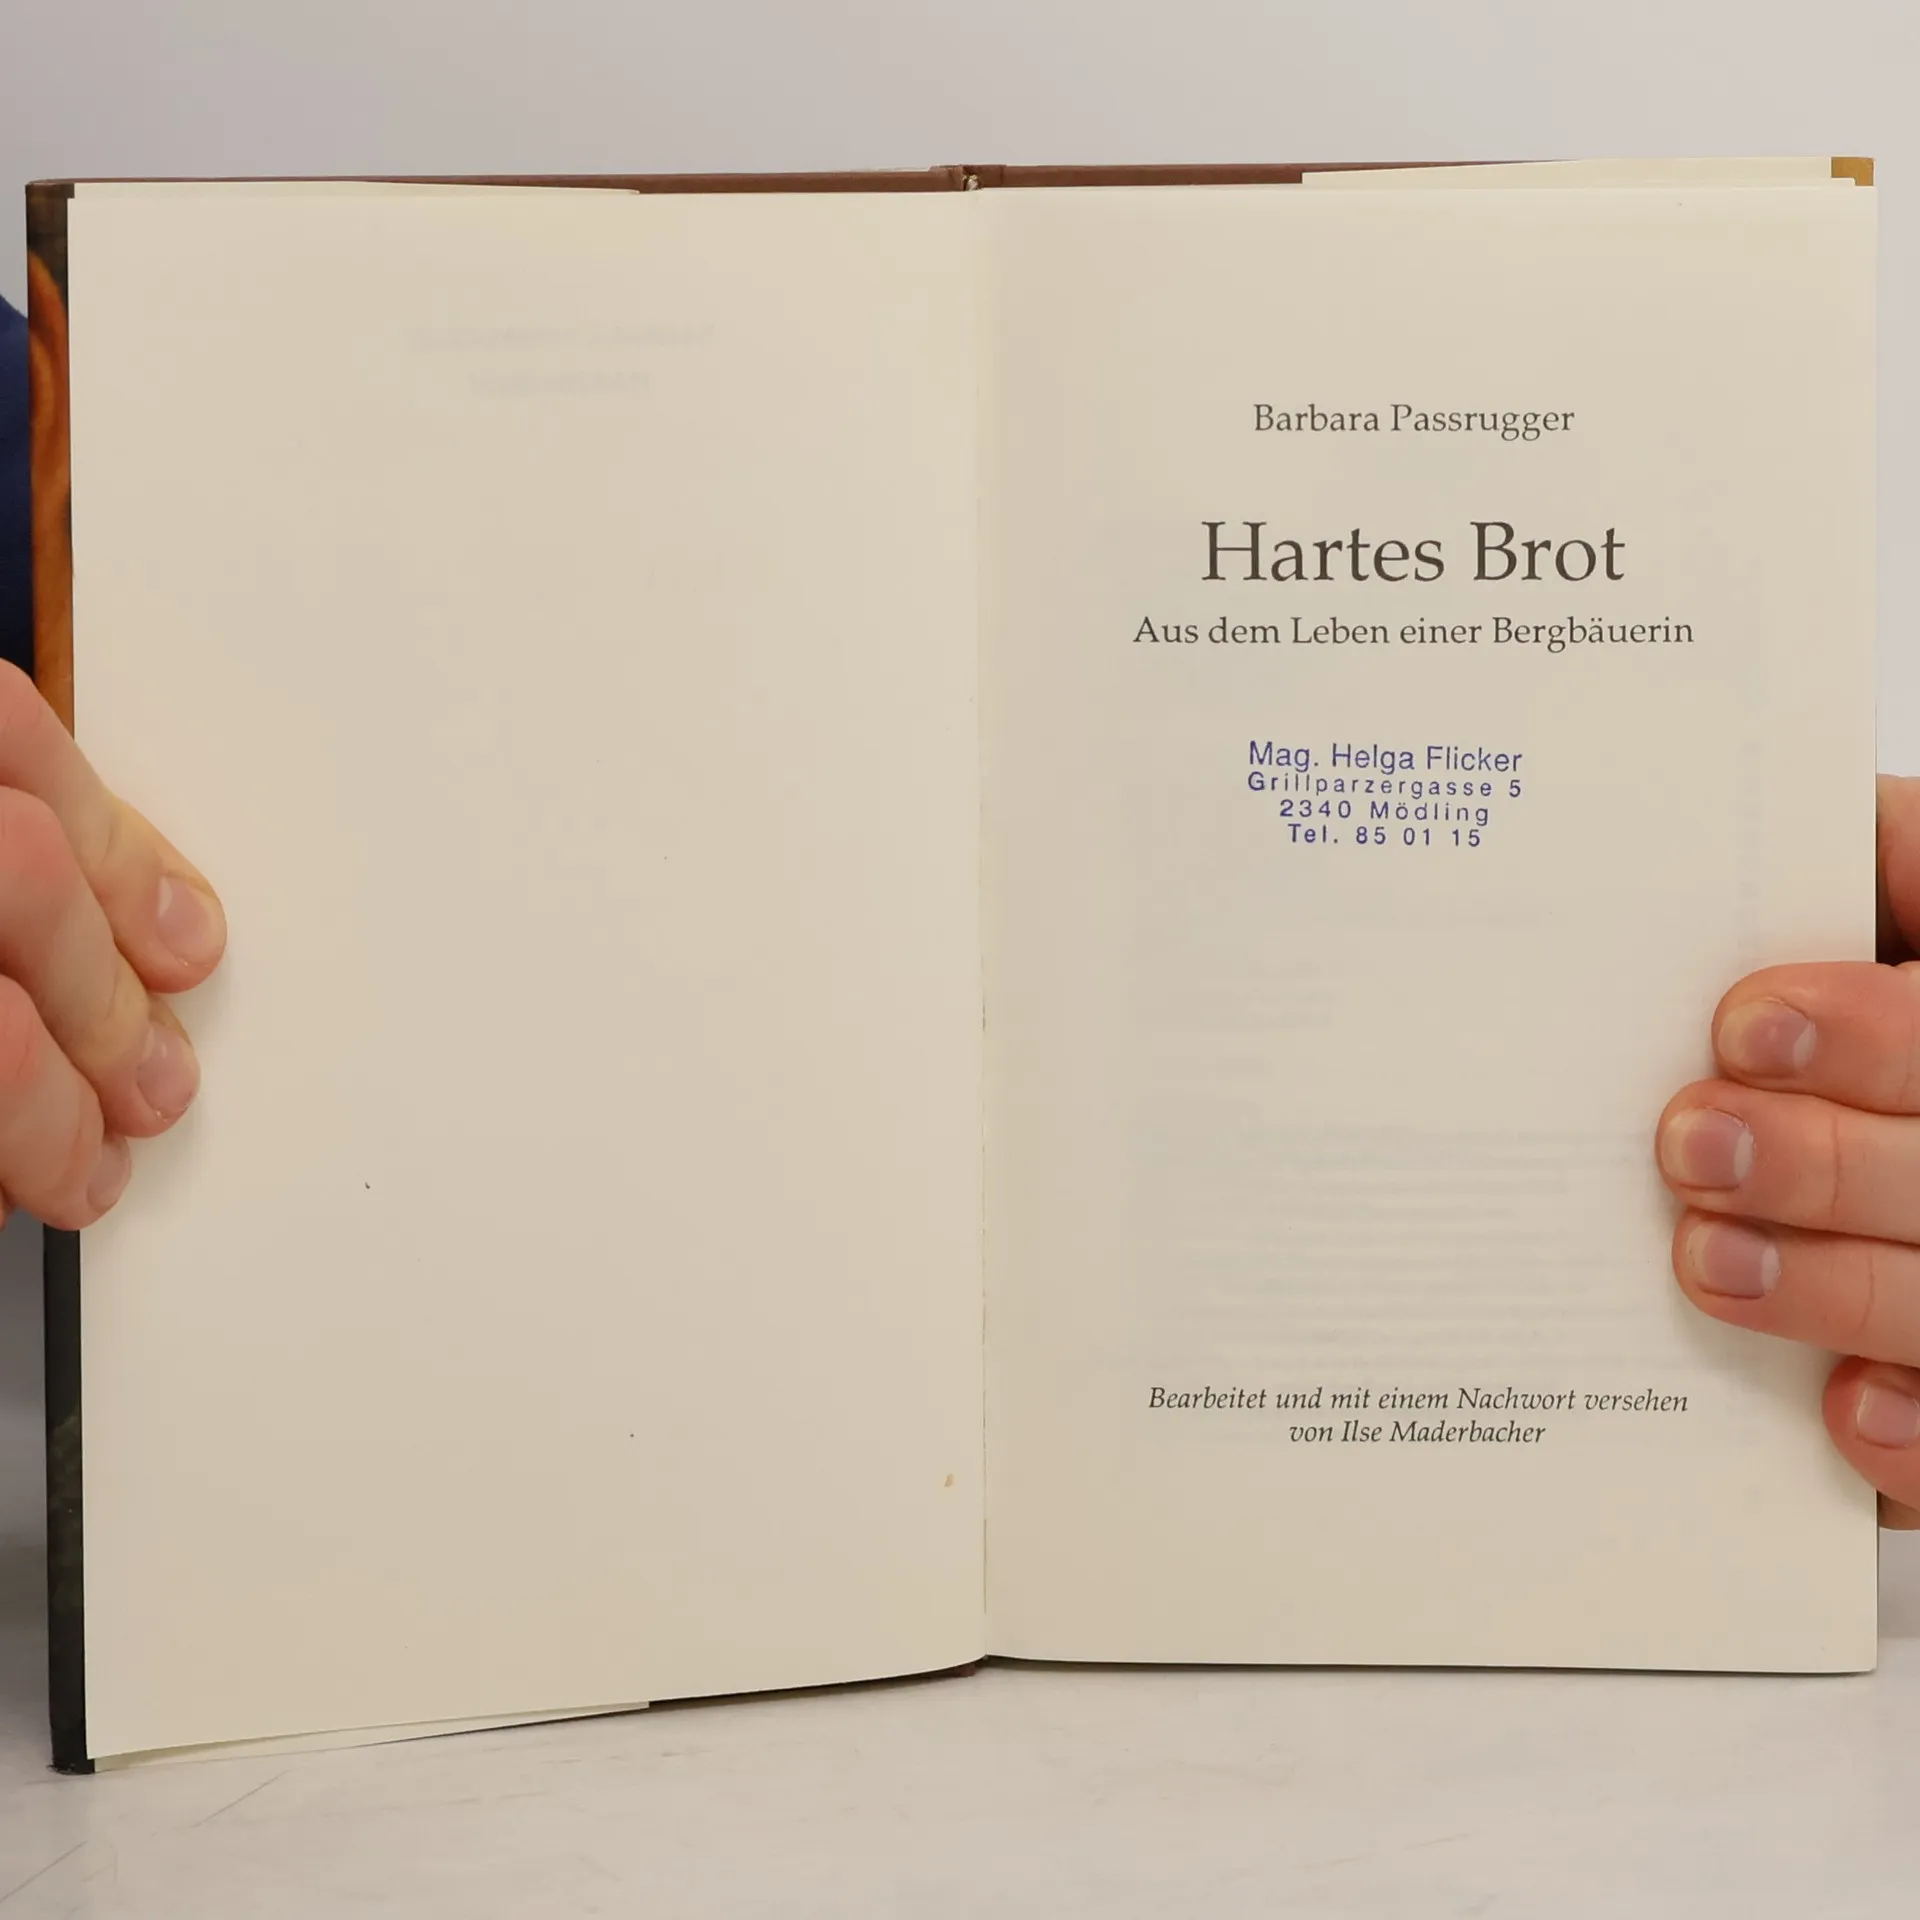 Barbara Passrugger
Hartes Brot
Aus dem Leben einer Bergbäuerin
Mag. Helga Flicker
Grillparzergasse 5
2340 Mödling
Tel. 85 01 15
Bearbeitet und mit einem Nachwort versehen
von Ilse Maderbacher